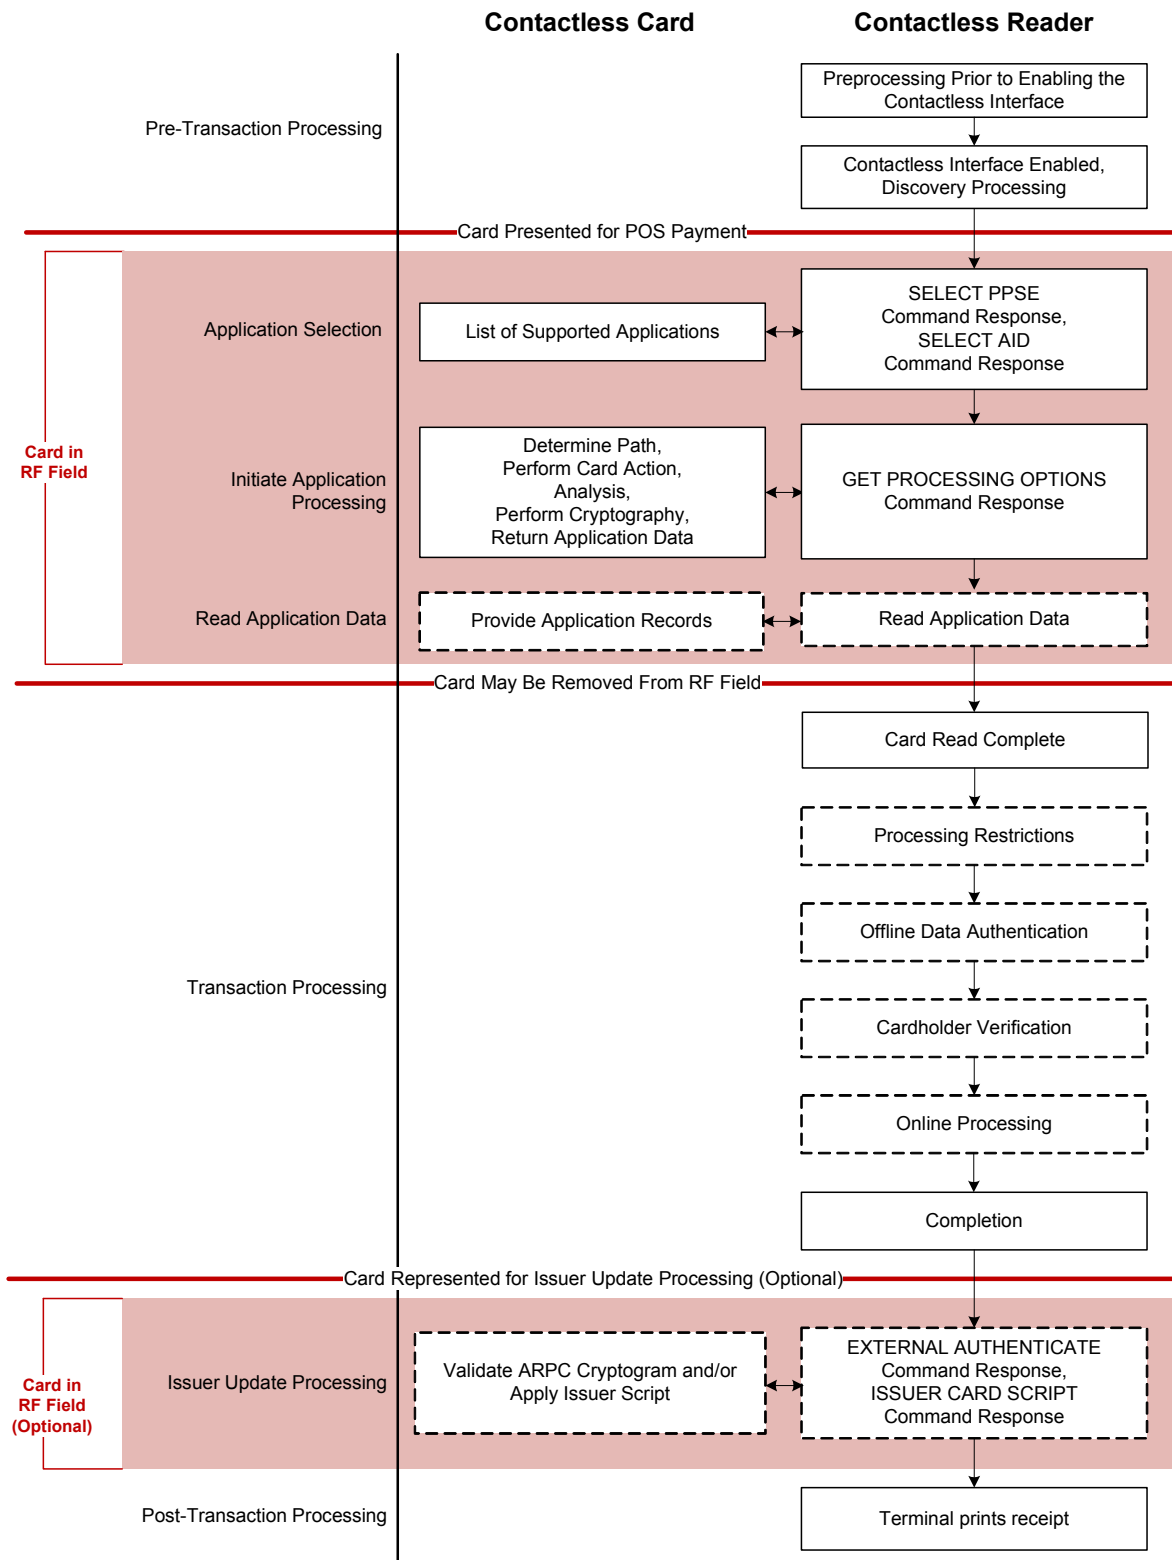 Contactless Card
Contactless Reader
Preprocessing Prior to Enabling the
Contactless Interface
Pre-Transaction Processing
Contactless Interface Enabled,
Discovery Processing
Card Presented for POS Payment
Application Selection
List of Supported Applications
SELECT PPSE
Command Response,
SELECT AID
Command Response
Card in
RF Field
Initiate Application
Processing
Determine Path,
Perform Card Action,
Analysis,
Perform Cryptography,
Return Application Data
GET PROCESSING OPTIONS
Command Response
Read Application Data
Provide Application Records
Read Application Data
Card May Be Removed From RF Field
Card Read Complete
Processing Restrictions
Offline Data Authentication
Transaction Processing
Cardholder Verification
Online Processing
Completion
Card Represented for Issuer Update Processing (Optional)
Card in
RF Field
(Optional)
Issuer Update Processing
Validate ARPC Cryptogram and/or
Apply Issuer Script
EXTERNAL AUTHENTICATE
Command Response,
ISSUER CARD SCRIPT
Command Response
Post-Transaction Processing
Terminal prints receipt